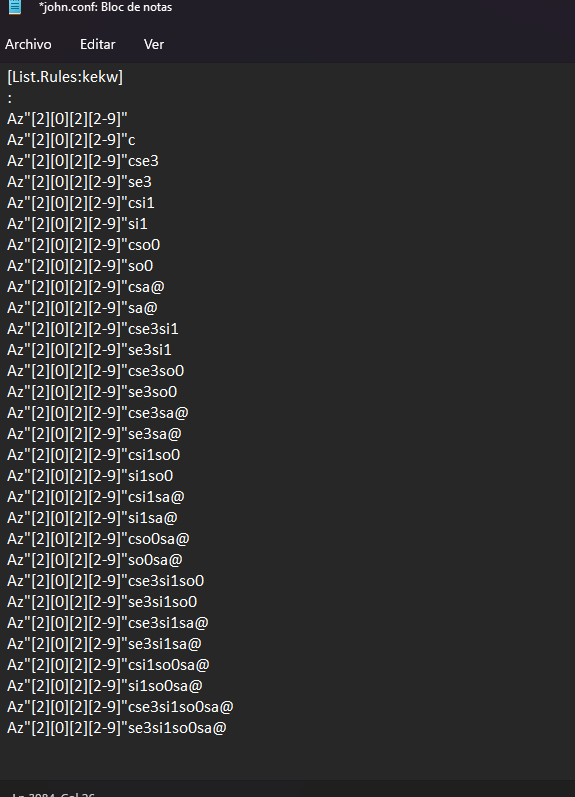 *john.conf: Bloc de notas
Archivo Editar Ver
[List.Rules:kekw]
:
Az"[2][0][2][2-9]"
Az"[2][0][2][2-9]"c
Az"[2][0][2][2-9]"cse3
Az"[2][0][2][2-9]"se3
Az"[2][0][2][2-9]"csi1
Az"[2][0][2][2-9]"si1
Az"[2][0][2][2-9]"cso0
Az"[2][0][2][2-9]"so0
Az"[2][0][2][2-9]"csa@
Az"[2][0][2][2-9]"sa@
Az"[2][0][2][2-9]"cse3si1
Az"[2][0][2][2-9]"se3si1
Az"[2][0][2][2-9]"cse3so0
Az"[2][0][2][2-9]"se3so0
Az"[2][0][2][2-9]"cse3sa@
Az"[2][0][2][2-9]"se3sa@
Az"[2][0][2][2-9]"csi1so0
Az"[2][0][2][2-9]"si1so0
Az"[2][0][2][2-9]"csi1sa@
Az"[2][0][2][2-9]"si1sa@
Az"[2][0][2][2-9]"cso0sa@
Az"[2][0][2][2-9]"so0sa@
Az"[2][0][2][2-9]"cse3si1so0
Az"[2][0][2][2-9]"se3si1so0
Az"[2][0][2][2-9]"cse3si1sa@
Az"[2][0][2][2-9]"se3si1sa@
Az"[2][0][2][2-9]"csi1so0sa@
Az"[2][0][2][2-9]"si1so0sa@
Az"[2][0][2][2-9]"cse3si1so0sa@
Az"[2][0][2][2-9]"se3si1so0sa@